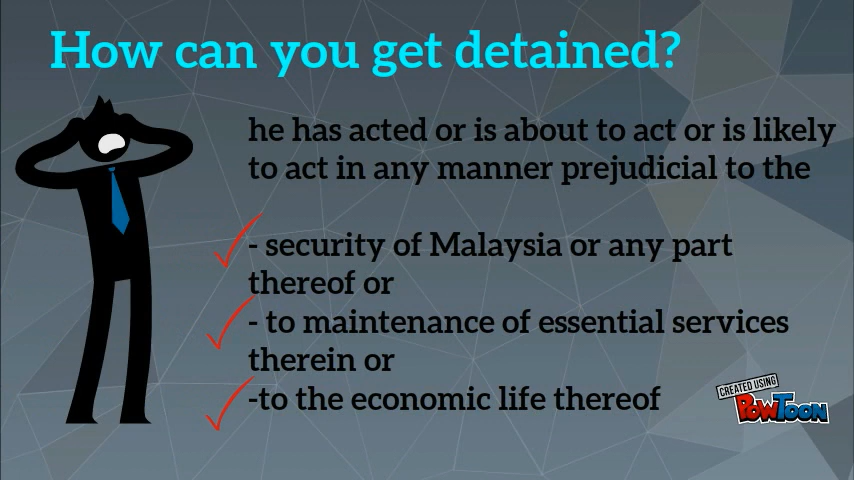 How can you get detained?
he has acted or is about to act or is likely
to act in any manner prejudicial to the
- security of Malaysia or any part
thereof or
- to maintenance of essential services
therein or
-to the economic life thereof
CREATED USING
PowToon